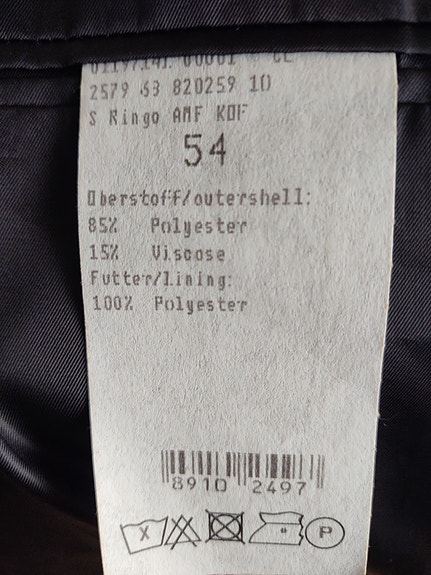 2579 63 820259 10
S Ringo AMF KOF
54
Oberstoff/outershell:
85% Polyester
15% Viscose
Futter/Lining:
100% Polyester
8910 2497
P